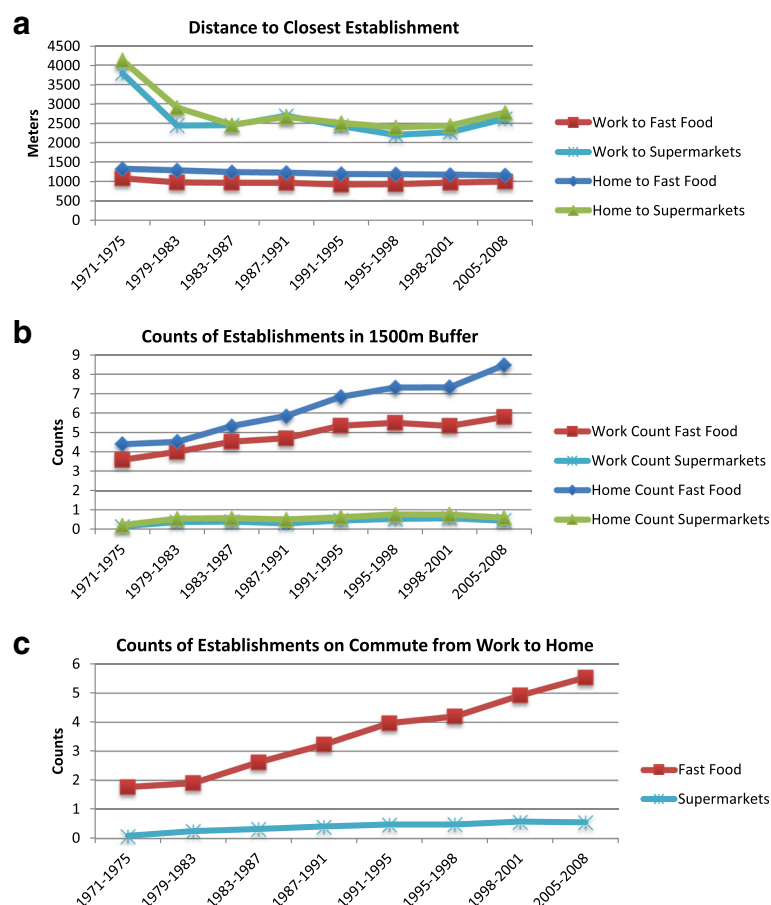 a
Distance to Closest Establishment
4500
4000
3500
3000
2500
2000
1500
1000
500
0
Meters
1971-1975
1979-1983
1983-1987
1987-1991
1991-1995
1995-1998
1998-2001
2005-2008
Work to Fast Food
Work to Supermarkets
Home to Fast Food
Home to Supermarkets
b
Counts of Establishments in 1500m Buffer
9
8
7
6
5
4
3
2
1
0
Counts
1971-1975
1979-1983
1983-1987
1987-1991
1991-1995
1995-1998
1998-2001
2005-2008
Work Count Fast Food
Work Count Supermarkets
Home Count Fast Food
Home Count Supermarkets
c
Counts of Establishments on Commute from Work to Home
6
5
4
3
2
1
0
Counts
1971-1975
1979-1983
1983-1987
1987-1991
1991-1995
1995-1998
1998-2001
2005-2008
Fast Food
Supermarkets